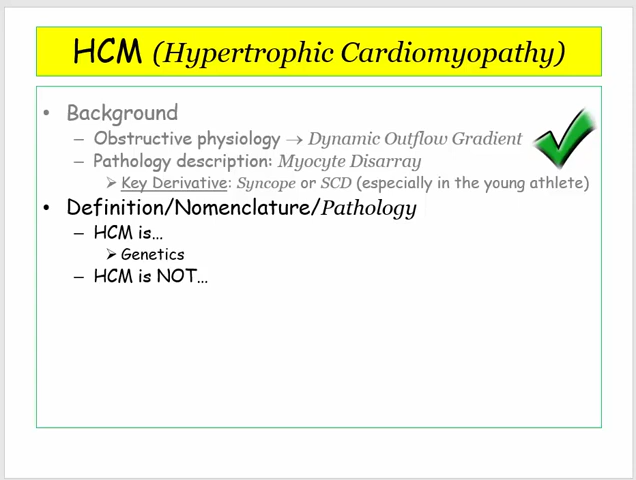 HCM (Hypertrophic Cardiomyopathy)
• Background
– Obstructive physiology → Dynamic Outflow Gradient
– Pathology description: Myocyte Disarray
➢ Key Derivative: Syncope or SCD (especially in the young athlete)
• Definition/Nomenclature/Pathology
– HCM is…
➢ Genetics
– HCM is NOT…